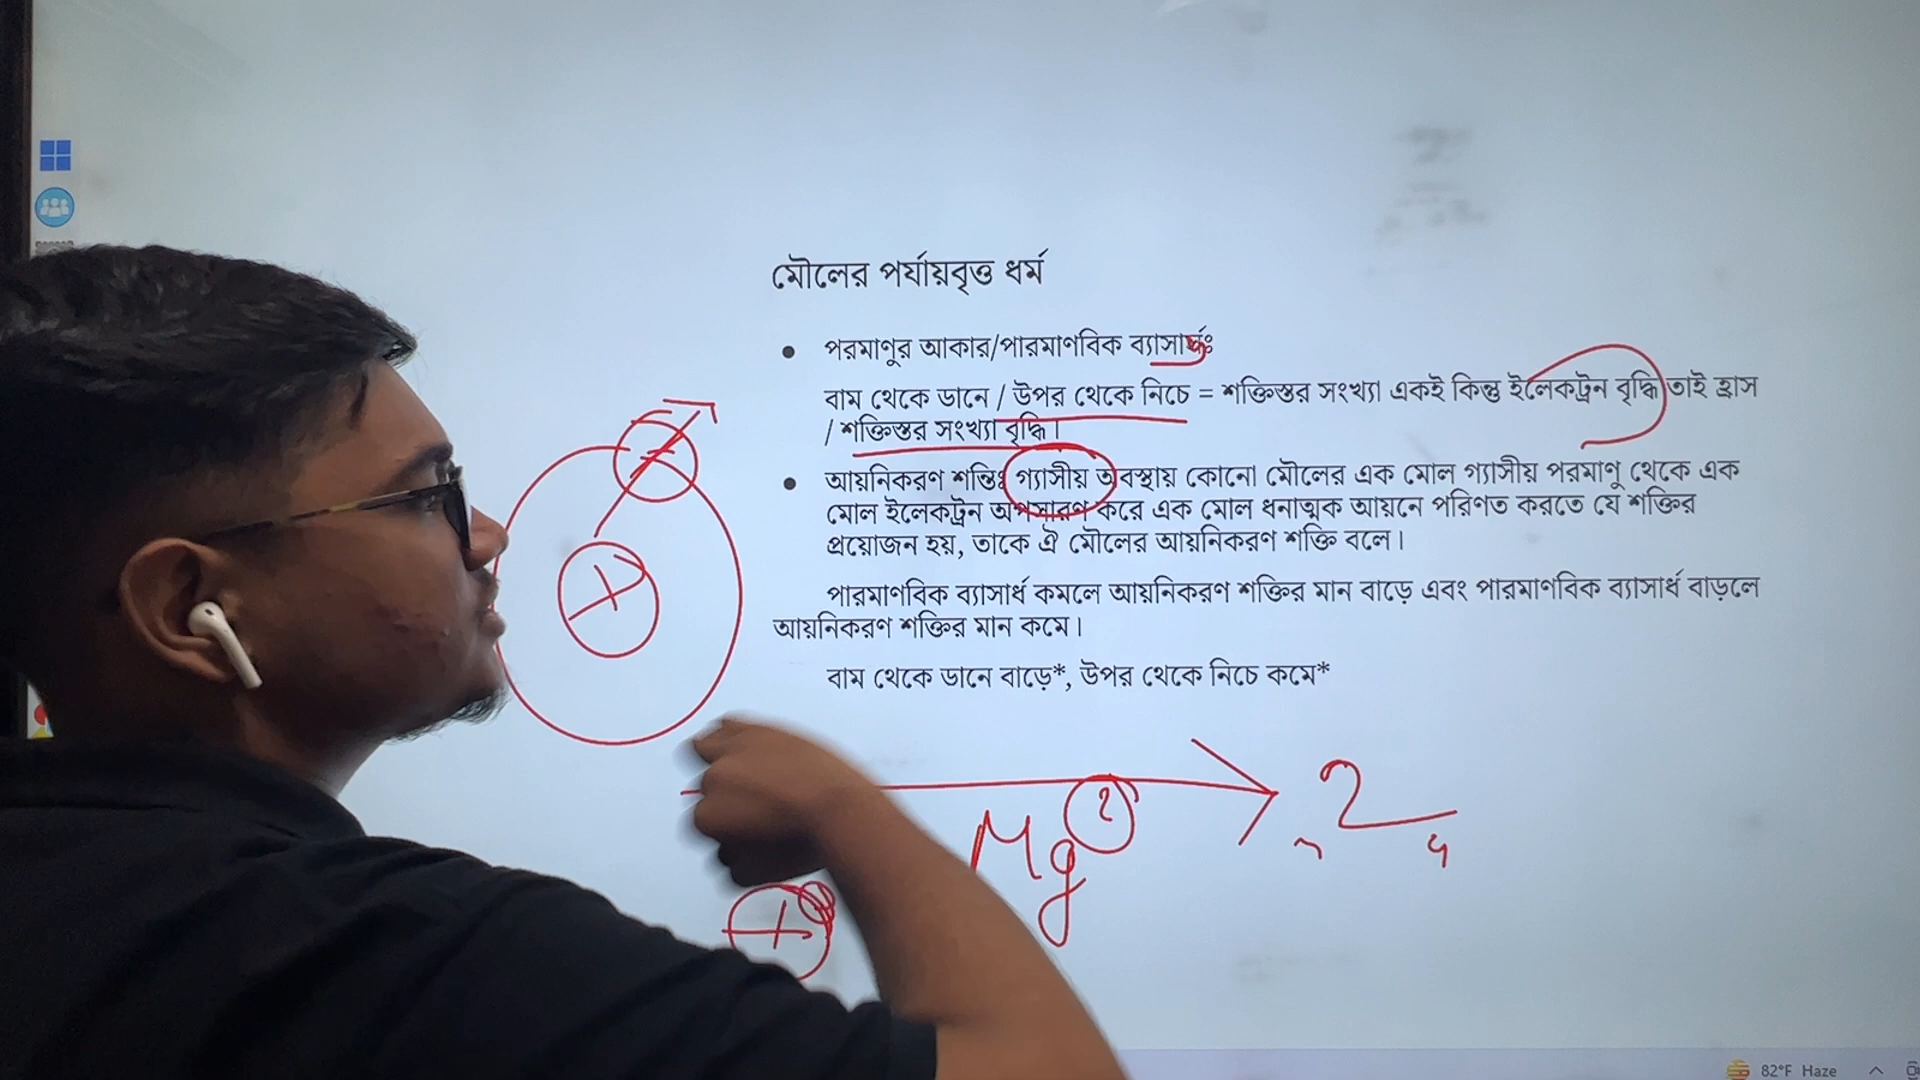 মৌলের পর্যায়বৃত্ত ধর্ম
● পরমাণুর আকার/পারমাণবিক ব্যাসার্ধঃ
বাম থেকে ডানে / উপর থেকে নিচে = শক্তিস্তর সংখ্যা একই কিন্তু ইলেকট্রন বৃদ্ধি তাই হ্রাস
/ শক্তিস্তর সংখ্যা বৃদ্ধি।
● আয়নিকরণ শক্তিঃ গ্যাসীয় অবস্থায় কোনো মৌলের এক মোল গ্যাসীয় পরমাণু থেকে এক
মোল ইলেকট্রন অপসারণ করে এক মোল ধনাত্মক আয়নে পরিণত করতে যে শক্তির
প্রয়োজন হয়, তাকে ঐ মৌলের আয়নিকরণ শক্তি বলে।
পারমাণবিক ব্যাসার্ধ কমলে আয়নিকরণ শক্তির মান বাড়ে এবং পারমাণবিক ব্যাসার্ধ বাড়লে
আয়নিকরণ শক্তির মান কমে।
বাম থেকে ডানে বাড়ে*, উপর থেকে নিচে কমে*
+
Mg
2
+
82°F Haze